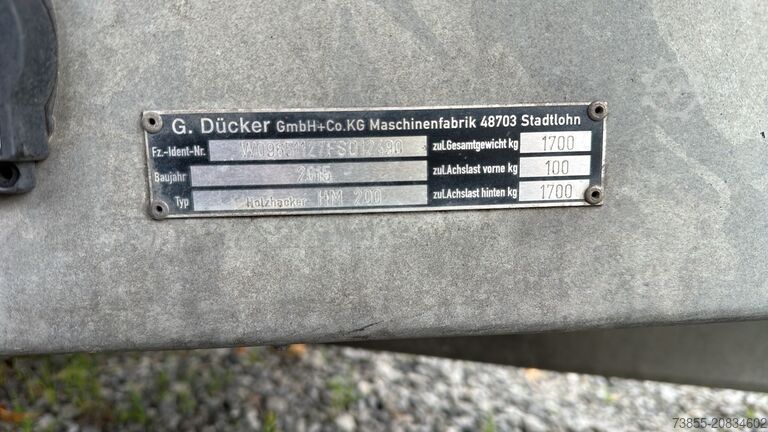 G. Dücker GmbH+Co.KG Maschinenfabrik 48703 Stadtlohn
Fz.-Ident-Nr. zul.Gesamtgewicht kg 1700
Baujahr 2015 zul.Achslast vorne kg 100
Typ Holzhacker HM 200 zul.Achslast hinten kg 1700
73855-20834602